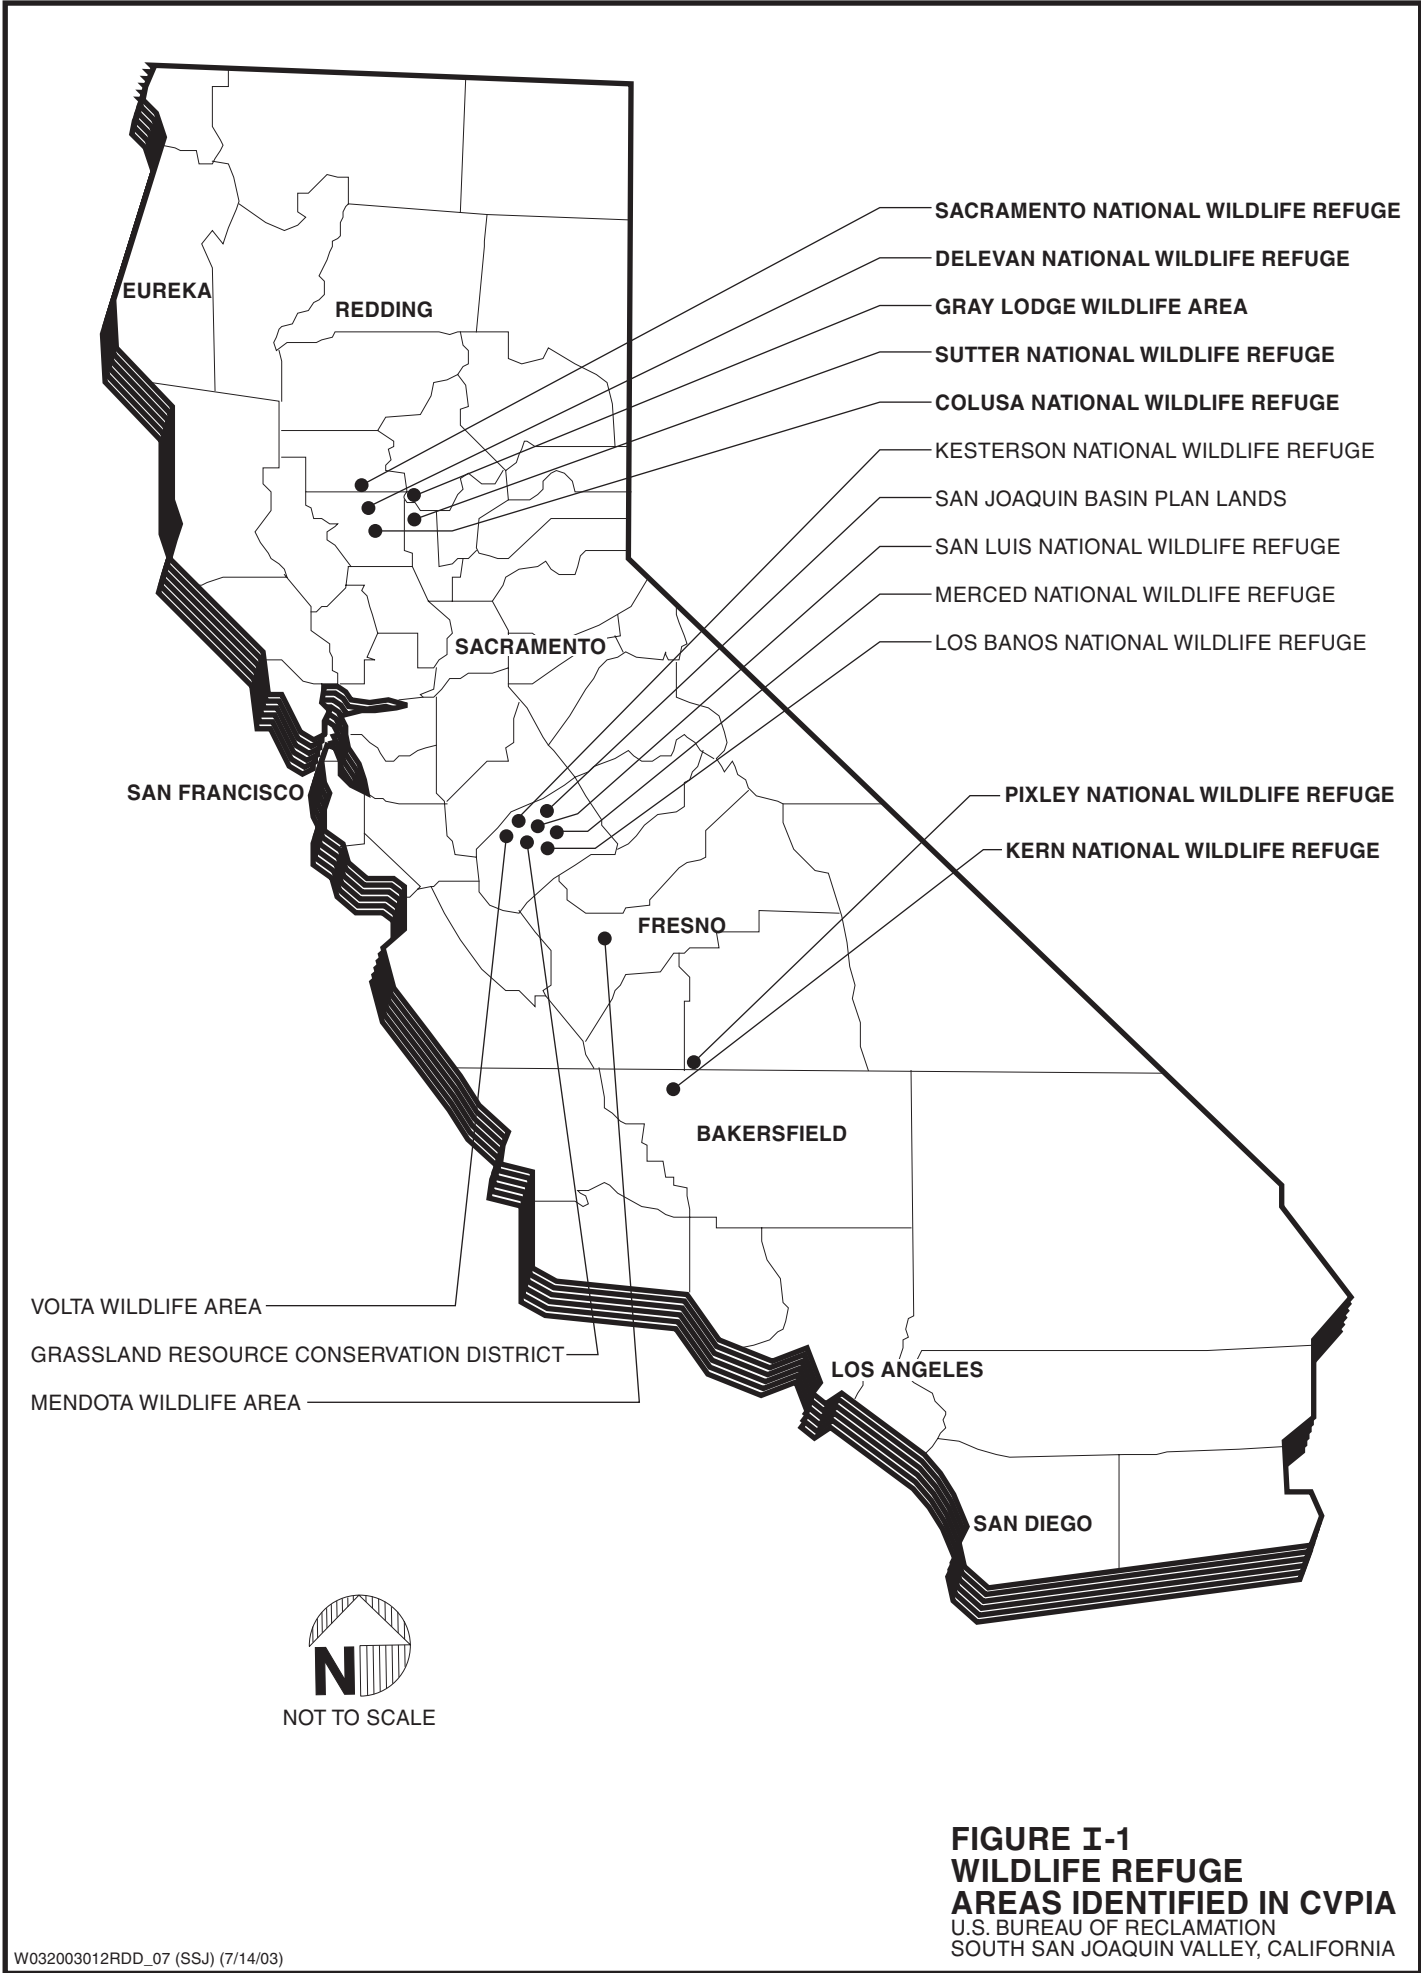 SACRAMENTO NATIONAL WILDLIFE REFUGE
DELEVAN NATIONAL WILDLIFE REFUGE
EUREKA
REDDING
GRAY LODGE WILDLIFE AREA
SUTTER NATIONAL WILDLIFE REFUGE
COLUSA NATIONAL WILDLIFE REFUGE
KESTERSON NATIONAL WILDLIFE REFUGE
SAN JOAQUIN BASIN PLAN LANDS
SAN LUIS NATIONAL WILDLIFE REFUGE
MERCED NATIONAL WILDLIFE REFUGE
SACRAMENTO
LOS BANOS NATIONAL WILDLIFE REFUGE
SAN FRANCISCO
PIXLEY NATIONAL WILDLIFE REFUGE
KERN NATIONAL WILDLIFE REFUGE
FRESNO
BAKERSFIELD
VOLTA WILDLIFE AREA
GRASSLAND RESOURCE CONSERVATION DISTRICT
LOS ANGELES
MENDOTA WILDLIFE AREA
SAN DIEGO
N
NOT TO SCALE
FIGURE I-1
WILDLIFE REFUGE
AREAS IDENTIFIED IN CVPIA
U.S. BUREAU OF RECLAMATION
SOUTH SAN JOAQUIN VALLEY, CALIFORNIA
W032003012RDD_07 (SSJ) (7/14/03)